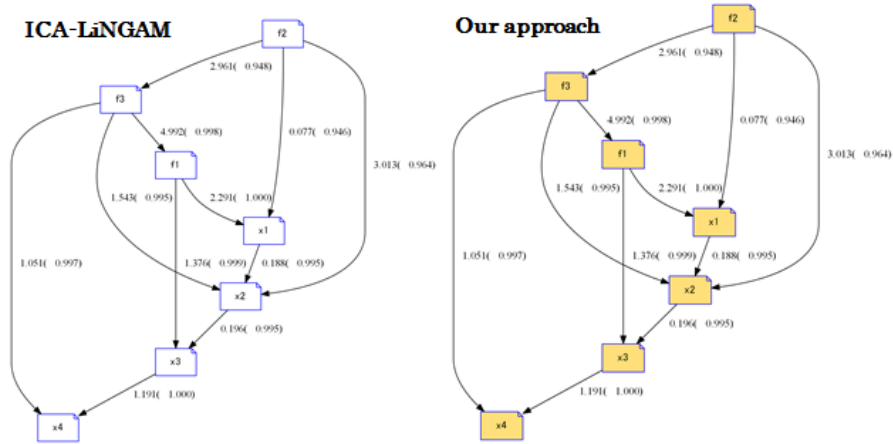 ICA-LiNGAM
f2
2.961( 0.948)
f3
4.992( 0.998)
0.077( 0.946)
f1
3.013( 0.964)
1.543( 0.995)
2.291( 1.000)
x1
1.051( 0.997)
1.376( 0.999)
0.188( 0.995)
x2
0.196( 0.995)
x3
1.191( 1.000)
x4
Our approach
f2
2.961( 0.948)
f3
4.992( 0.998)
0.077( 0.946)
f1
3.013( 0.964)
1.543( 0.995)
2.291( 1.000)
x1
1.051( 0.997)
1.376( 0.999)
0.188( 0.995)
x2
0.196( 0.995)
x3
1.191( 1.000)
x4